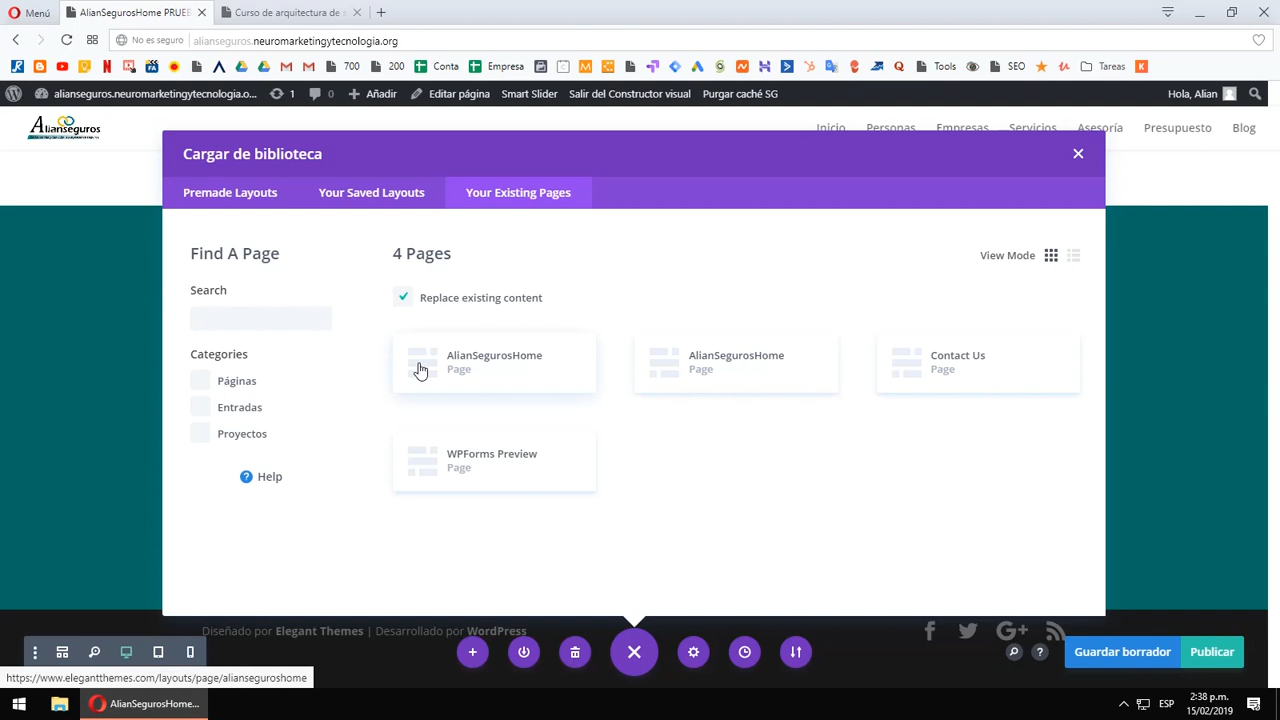 Menú
AlianSegurosHome PRUEB
Curso de arquitectura de s
No es seguro
alianseguros.neuromarketingytecnologia.org
700
200
Conta
Empresa
Tools
SEO
Tareas
alianseguros.neuromarketingytecnologia.o...
1
0
Añadir
Editar página
Smart Slider
Salir del Constructor visual
Purgar caché SG
Hola, Alian
Alianseguros
Inicio
Personas
Empresas
Servicios
Asesoría
Presupuesto
Blog
Cargar de biblioteca
Premade Layouts
Your Saved Layouts
Your Existing Pages
Find A Page
4 Pages
View Mode
Search
Replace existing content
Categories
Páginas
Entradas
Proyectos
Help
AlianSegurosHome
Page
AlianSegurosHome
Page
Contact Us
Page
WPForms Preview
Page
Diseñado por Elegant Themes | Desarrollado por WordPress
Guardar borrador
Publicar
https://www.elegantthemes.com/layouts/page/alianseguroshome
AlianSegurosHome...
ESP
2:38 p.m.
15/02/2019